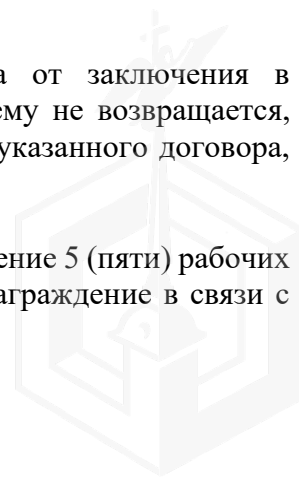 а от заключения в
ему не возвращается,
указанного договора,
ение 5 (пяти) рабочих
аграждение в связи с